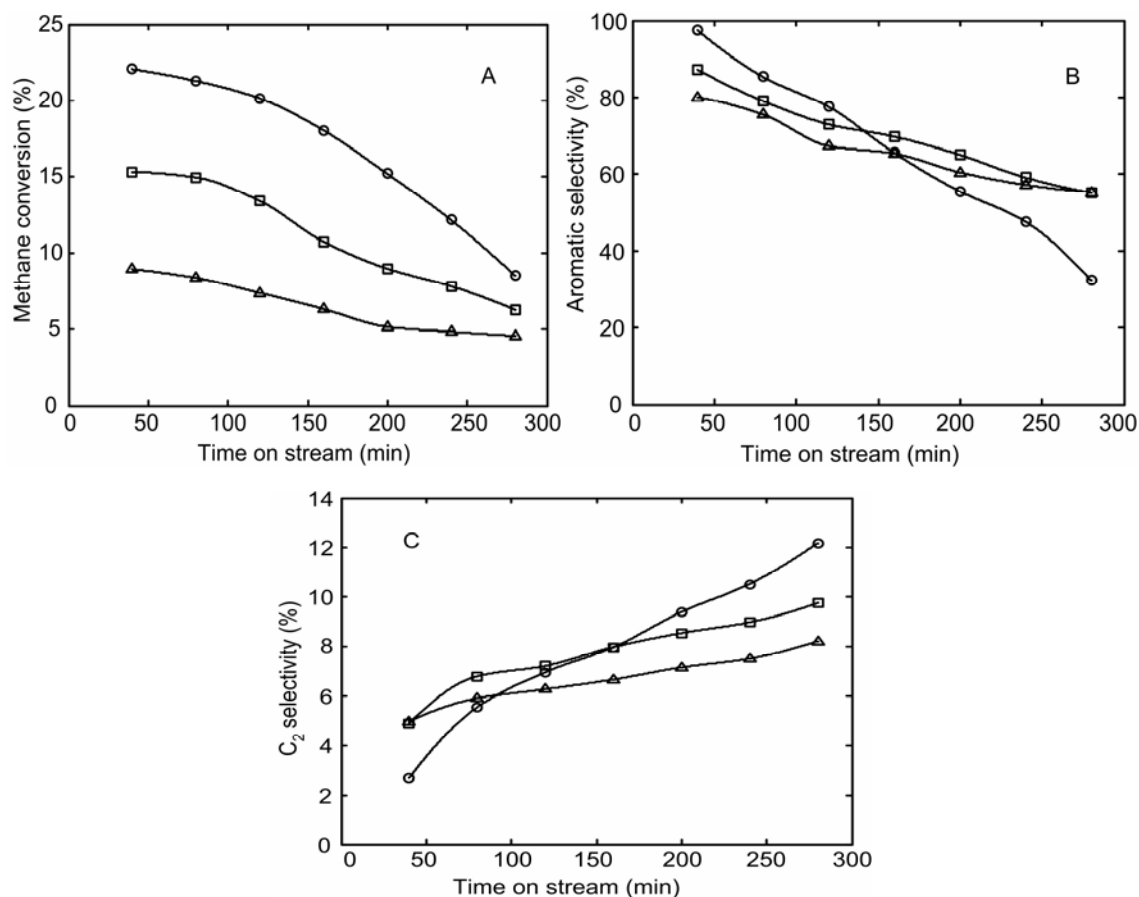 A
Methane conversion (%)
25
20
15
10
5
0
0 50 100 150 200 250 300
Time on stream (min)
B
Aromatic selectivity (%)
100
80
60
40
20
0
0 50 100 150 200 250 300
Time on stream (min)
C
C₂ selectivity (%)
14
12
10
8
6
4
2
0
0 50 100 150 200 250 300
Time on stream (min)